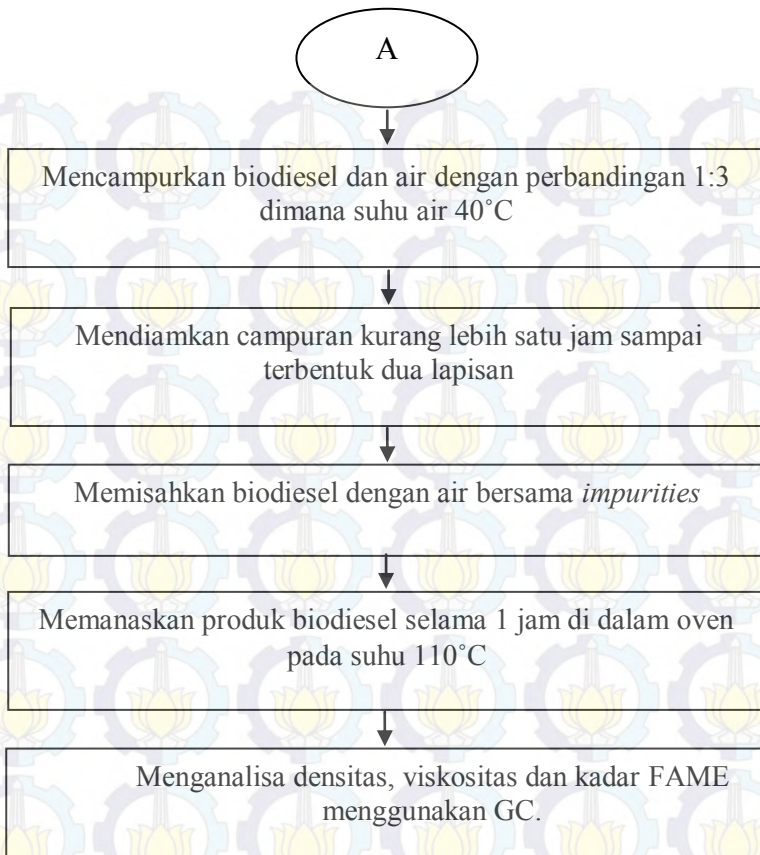 A
Mencampurkan biodiesel dan air dengan perbandingan 1:3
dimana suhu air 40˚C
Mendiamkan campuran kurang lebih satu jam sampai
terbentuk dua lapisan
Memisahkan biodiesel dengan air bersama impurities
Memanaskan produk biodiesel selama 1 jam di dalam oven
pada suhu 110˚C
Menganalisa densitas, viskositas dan kadar FAME
menggunakan GC.